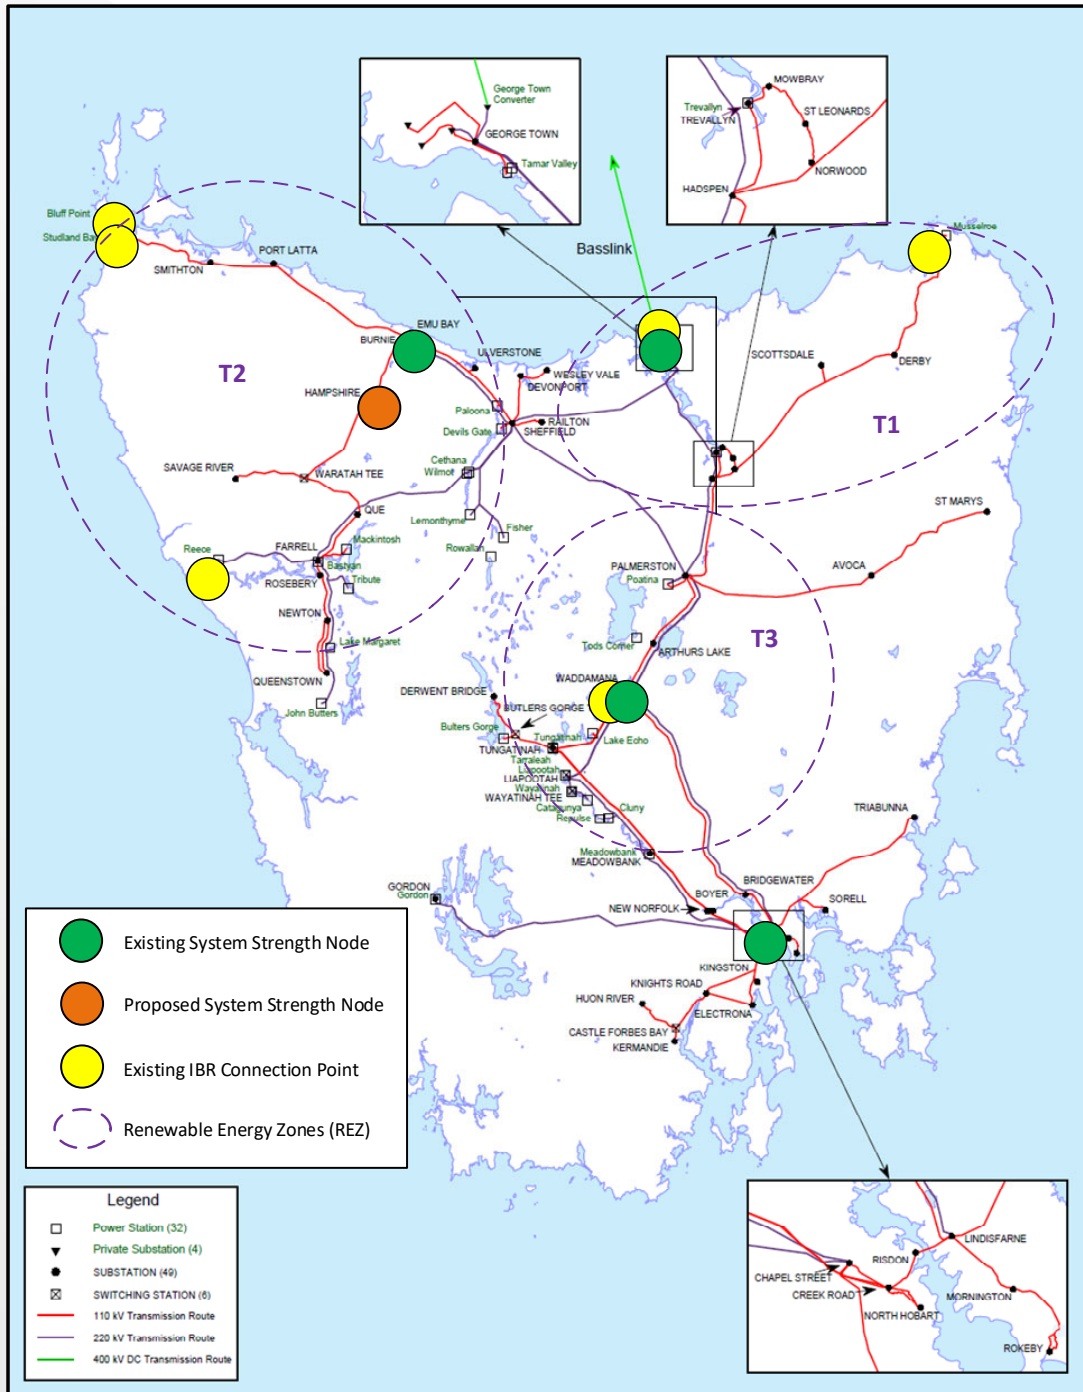 George Town
Converter
GEORGE TOWN
Tamar Valley
MOWBRAY
Trevallyn
TREVALLYN
ST LEONARDS
NORWOOD
HADSPEN
Basslink
Bluff Point
Studland Bay
SMITHTON
PORT LATTA
Musselroe
EMU BAY
BURNIE
ULVERSTONE
WESLEY VALE
DEVONPORT
SCOTTSDALE
DERBY
T2
HAMPSHIRE
Paloona
Devils Gate
RAILTON
SHEFFIELD
T1
Cethana
Wilmot
SAVAGE RIVER
WARATAH TEE
QUE
Lemonthyme
Fisher
Rowallan
ST MARYS
FARRELL
Mackintosh
Reece
Bastyan
ROSEBERY
Tribute
PALMERSTON
Poatina
AVOCA
NEWTON
Lake Margaret
T3
Tods Corner
ARTHURS LAKE
QUEENSTOWN
John Butters
WADDAMANA
DERWENT BRIDGE
BUTLERS GORGE
Butlers Gorge
Tungatinah
Lake Echo
TUNGATINAH
Tarraleah
Liapootah
LIAPOOTAH
Wayatinah
WAYATINAH TEE
Catagunya
Cluny
Repulse
TRIABUNNA
Meadowbank
MEADOWBANK
BRIDGEWATER
BOYER
SORELL
NEW NORFOLK
GORDON
Gordon
KINGSTON
KNIGHTS ROAD
HUON RIVER
ELECTRONA
CASTLE FORBES BAY
KERMANDIE
Existing System Strength Node
Proposed System Strength Node
Existing IBR Connection Point
Renewable Energy Zones (REZ)
Legend
Power Station (32)
Private Substation (4)
SUBSTATION (49)
SWITCHING STATION (6)
110 kV Transmission Route
220 kV Transmission Route
400 kV DC Transmission Route
LINDISFARNE
RISDON
CHAPEL STREET
CREEK ROAD
MORNINGTON
NORTH HOBART
ROKEBY